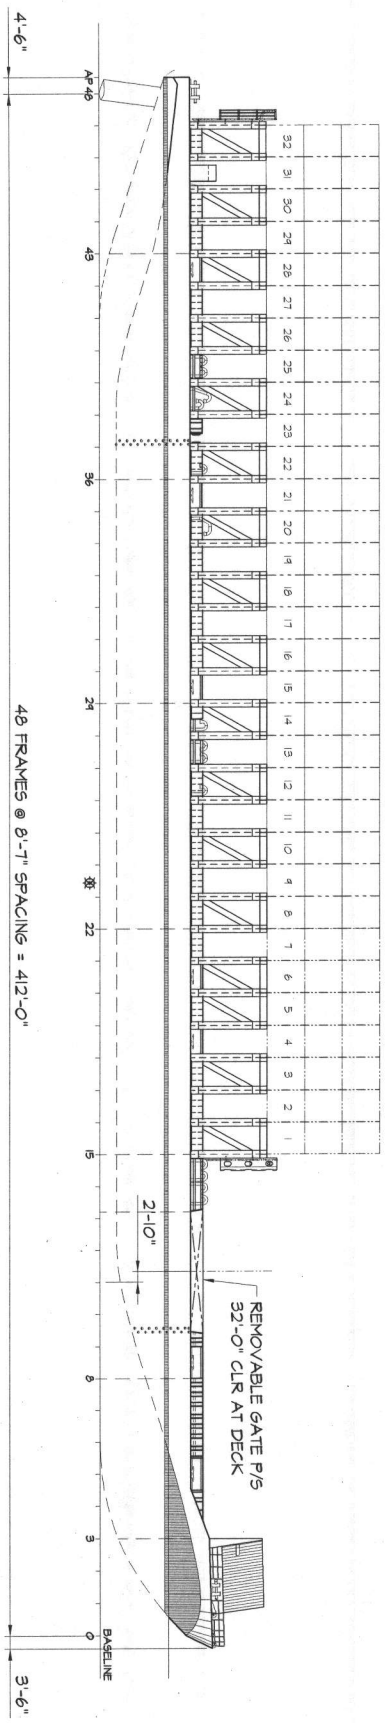 32 31 30 29 28 27 26 25 24 23 22 21 20 19 18 17 16 15 14 13 12 11 10 9 8 7 6 5 4 3 2 1
REMOVABLE GATE P/S
32'-0" CLR AT DECK
2'-10"
AP 48 43 36 29 22 15 8 3 0
BASELINE
4'-6"
48 FRAMES @ 8'-7" SPACING = 412'-0"
3'-6"